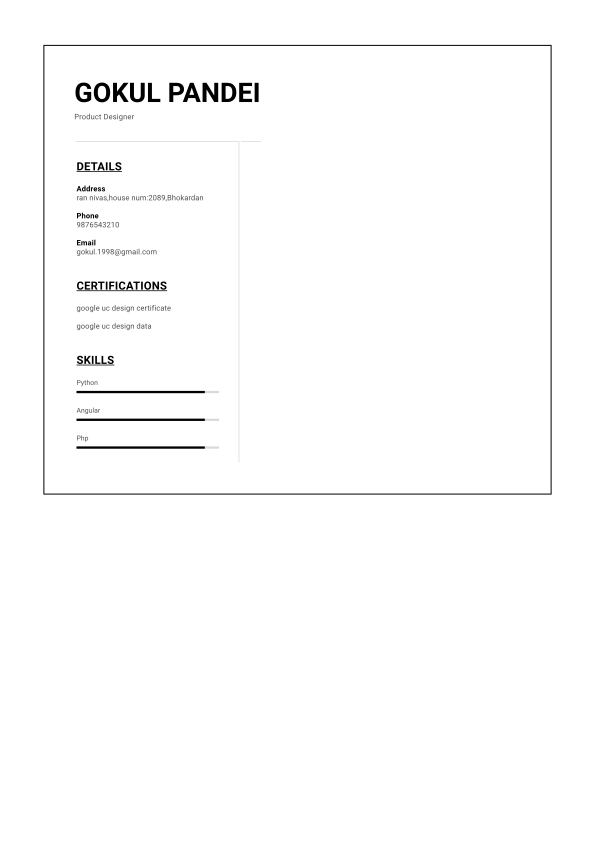 GOKUL PANDEI
Product Designer
DETAILS
Address
ran nivas,house num:2089,Bhokardan
Phone
9876543210
Email
gokul.1998@gmail.com
CERTIFICATIONS
google uc design certificate
google uc design data
SKILLS
Python
Angular
Php